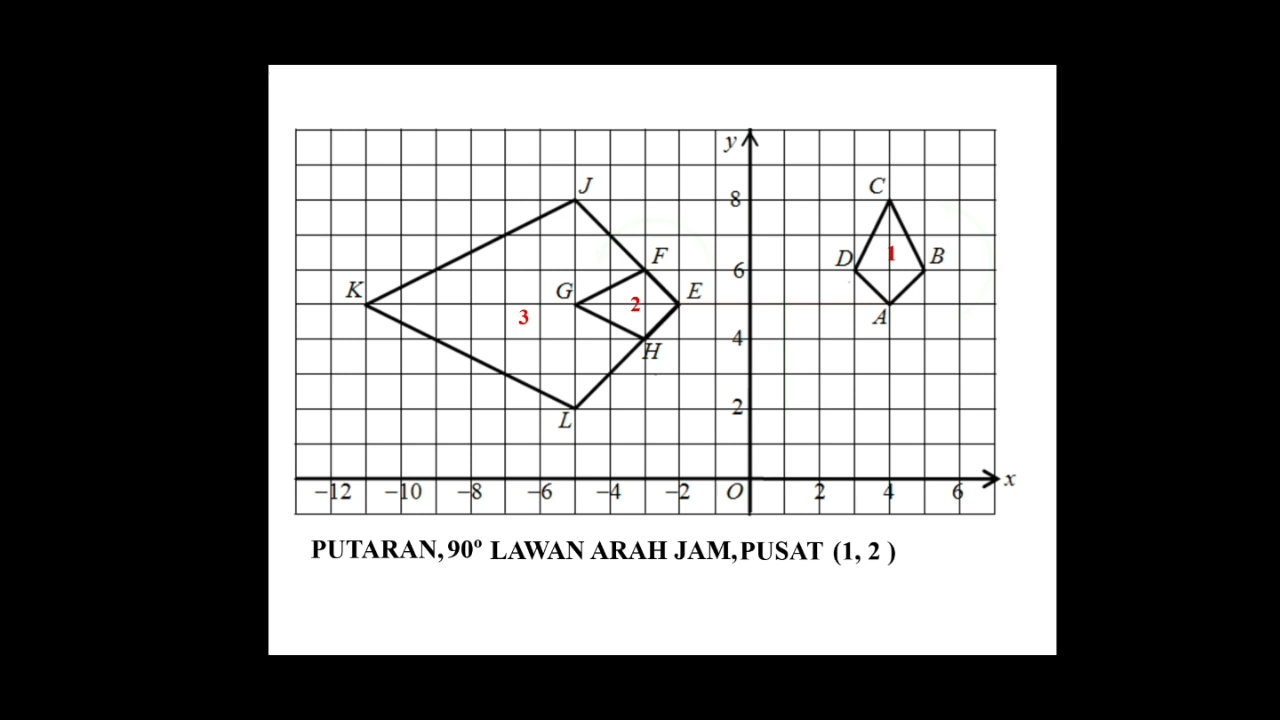 y
J
C
8
F
D
1
B
6
K
G
2
E
3
A
4
H
2
L
−12 −10 −8 −6 −4 −2 O 2 4 6 x
PUTARAN, 90º LAWAN ARAH JAM, PUSAT (1, 2 )